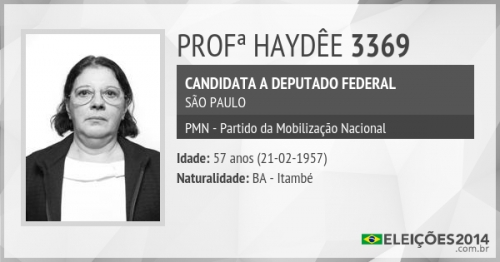 PROFª HAYDÊE 3369
CANDIDATA A DEPUTADO FEDERAL
SÃO PAULO
PMN - Partido da Mobilização Nacional
Idade: 57 anos (21-02-1957)
Naturalidade: BA - Itambé
ELEIÇÕES2014
.com.br